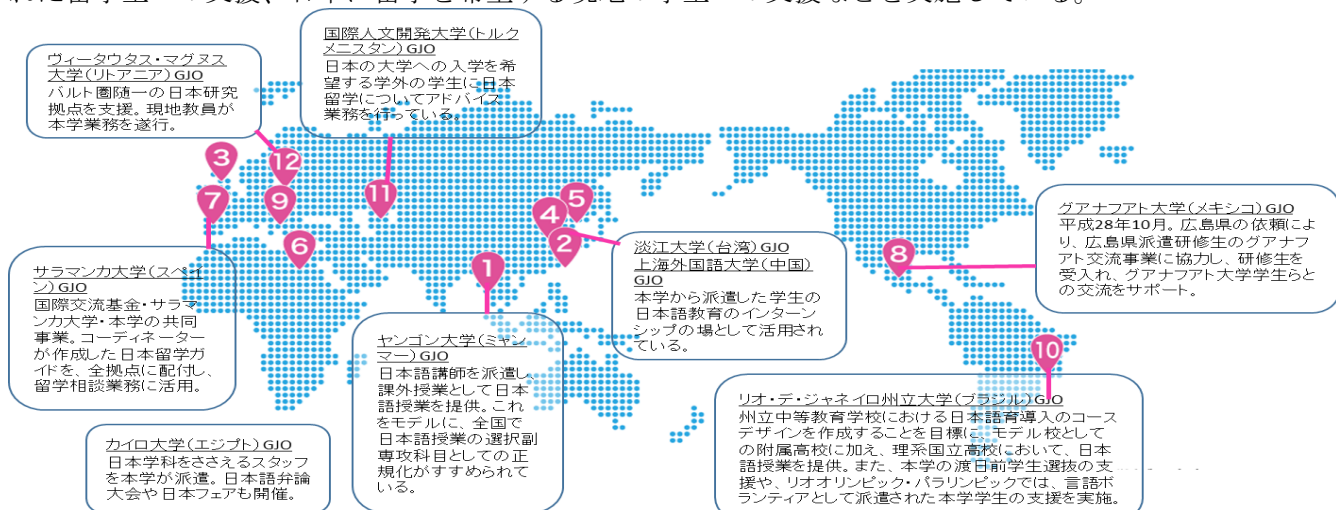 国際人文開発大学(トルク
メニスタン)GJO
日本の大学への入学を希
望する学外の学生に日本
留学についてアドバイス
業務を行っている。
ヴィータウタス・マグヌス
大学(リトアニア)GJO
バルト圏随一の日本研究
拠点を支援。現地教員が
本学業務を遂行。
3
12
7
9
11
5
4
2
6
1
8
10
グアナフアト大学(メキシコ)GJO
平成28年10月。広島県の依頼によ
り、広島県派遣研修生のグアナフ
アト交流事業に協力し、研修生を
受入れ、グアナフアト大学学生らと
の交流をサポート。
淡江大学(台湾)GJO
上海外国語大学(中国)
GJO
本学から派遣した学生の
日本語教育のインターン
シップの場として活用され
ている。
サラマンカ大学(スペイ
ン)GJO
国際交流基金・サラマ
ンカ大学・本学の共同
事業。コーディネーター
が作成した日本留学ガ
イドを、全拠点に配付し、
留学相談業務に活用。
ヤンゴン大学(ミャン
マー)GJO
日本語講師を派遣し、
課外授業として日本
語授業を提供。これ
をモデルに、全国で
日本語授業の選択副
専攻科目としての正
規化がすすめられて
いる。
リオ・デ・ジャネイロ州立大学(ブラジル)GJO
州立中等教育学校における日本語育導入のコース
デザインを作成することを目標に、モデル校として
の附属高校に加え、理系国立高校において、日本
語授業を提供。また、本学の渡日前学生選抜の支
援や、リオオリンピック・パラリンピックでは、言語ボ
ランティアとして派遣された本学学生の支援を実施。
カイロ大学(エジプト)GJO
日本学科をささえるスタッフ
を本学が派遣。日本語弁論
大会や日本フェアも開催。